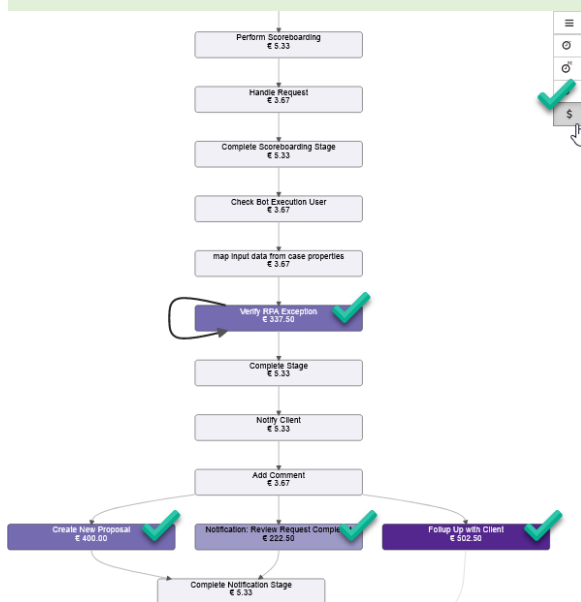 Perform Scoreboarding
€ 5.33
Handle Request
€ 3.67
Complete Scoreboarding Stage
€ 5.33
Check Bot Execution User
€ 3.67
map input data from case properties
€ 3.67
Verify RPA Exception
€ 337.50
Complete Stage
€ 5.33
Notify Client
€ 5.33
Add Comment
€ 3.67
Create New Proposal
€ 400.00
Notification: Review Request
€ 222.50
Follup Up with Client
€ 502.50
Complete Notification Stage
€ 5.33
$